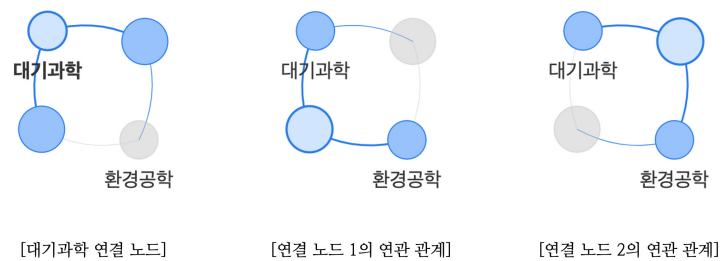 대기과학
대기과학
대기과학
환경공학
환경공학
환경공학
[대기과학 연결 노드]
[연결 노드 1의 연관 관계]
[연결 노드 2의 연관 관계]